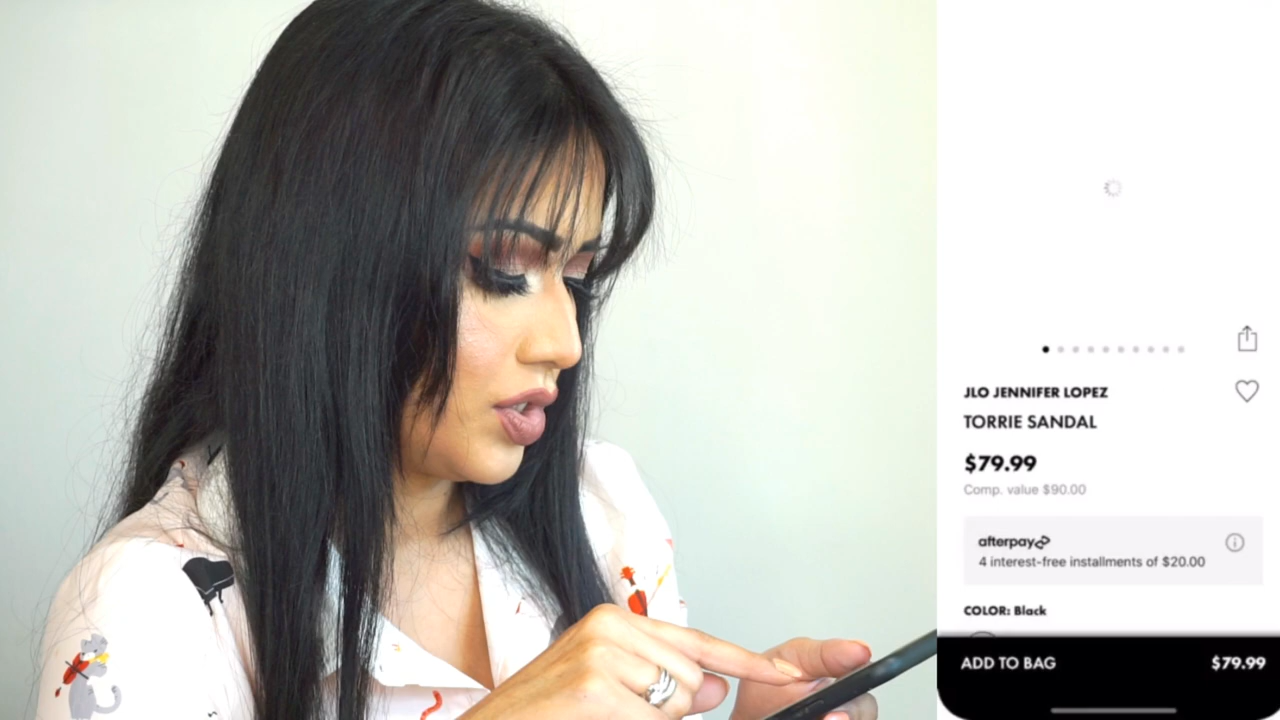 JLO JENNIFER LOPEZ
TORRIE SANDAL
$79.99
Comp. value $90.00
afterpay
4 interest-free installments of $20.00
COLOR: Black
ADD TO BAG $79.99